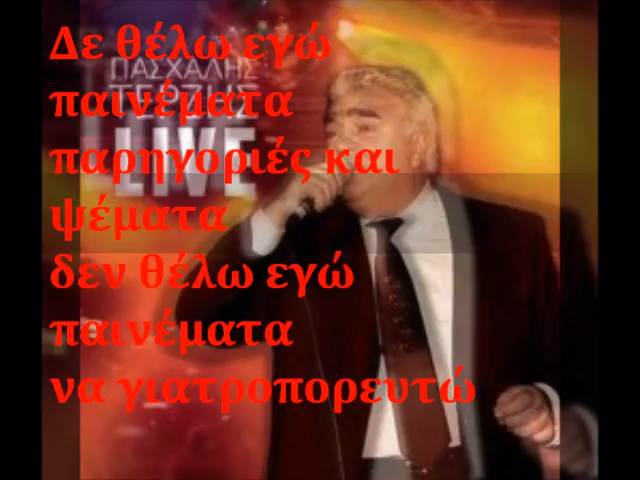 Δε θέλω εγώ
ΠΑΣΧΑΛΗΣ
παινέματα
ΤΕΡΖΗΣ
LIVE
παρηγοριές και
ψέματα
δεν θέλω εγώ
παινέματα
να γιατροπορευτώ